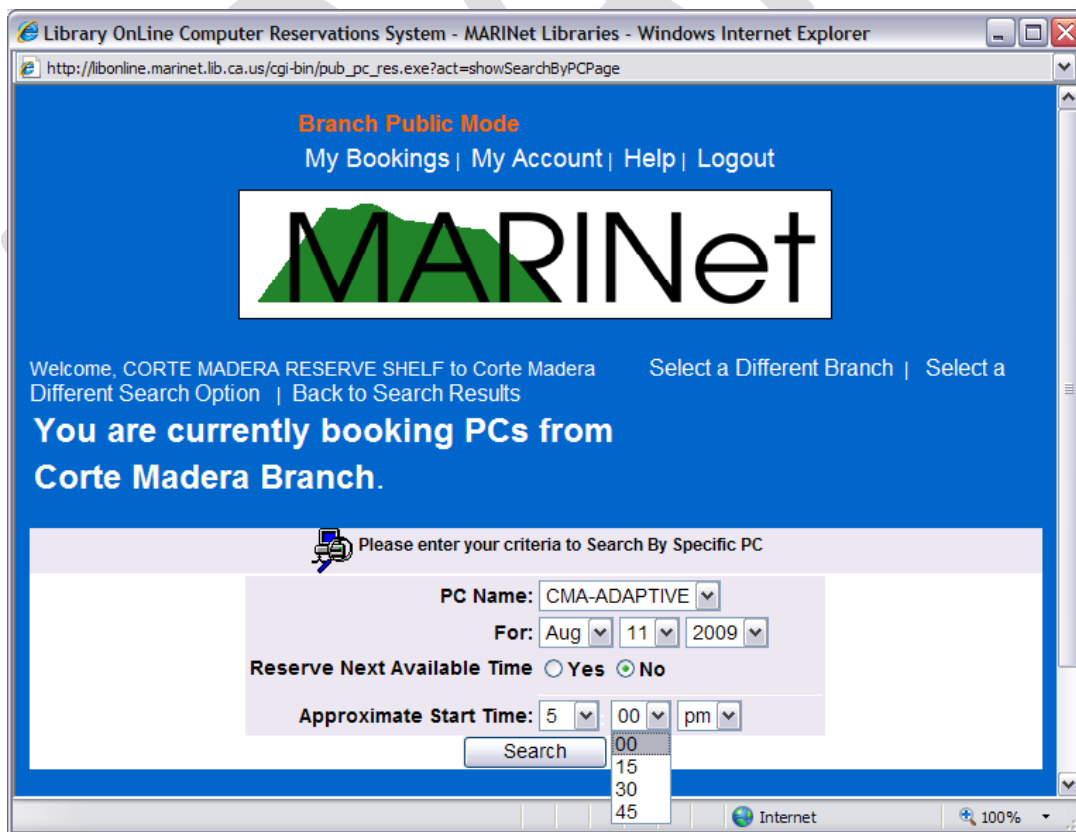 Library OnLine Computer Reservations System - MARINet Libraries - Windows Internet Explorer
http://libonline.marinet.lib.ca.us/cgi-bin/pub_pc_res.exe?act=showSearchByPCPage
Branch Public Mode
My Bookings | My Account | Help | Logout
MARINet
Welcome, CORTE MADERA RESERVE SHELF to Corte Madera Select a Different Branch | Select a
Different Search Option | Back to Search Results
You are currently booking PCs from
Corte Madera Branch.
Please enter your criteria to Search By Specific PC
PC Name: CMA-ADAPTIVE
For: Aug 11 2009
Reserve Next Available Time Yes No
Approximate Start Time: 5 : 00 pm
Search
00
15
30
45
Internet 100%